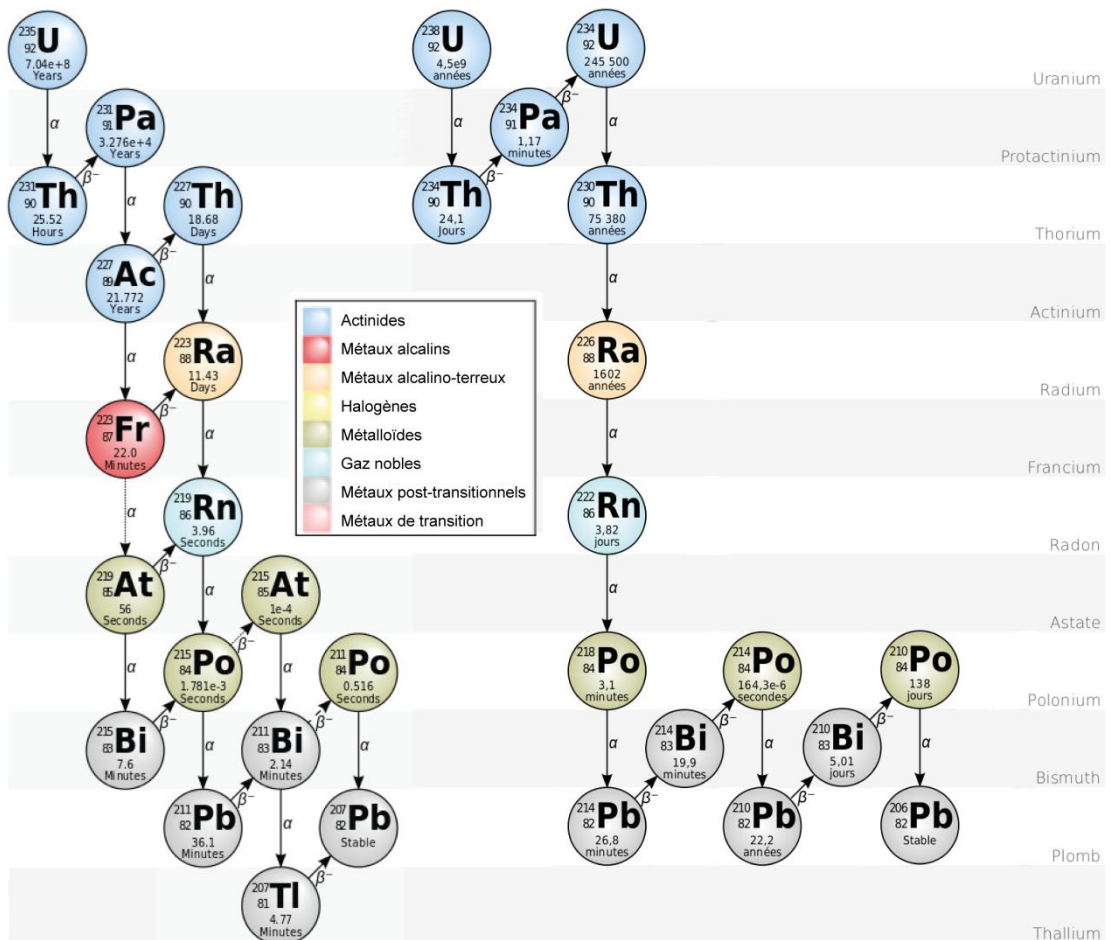 235
92 U
7.04e+8
Years
α
231
91 Pa
3.276e+4
Years
β⁻
231
90 Th
25.52
Hours
α
227
90 Th
18.68
Days
β⁻
227
89 Ac
21.772
Years
α
α
223
88 Ra
11.43
Days
β⁻
223
87 Fr
22.0
Minutes
α
α
219
86 Rn
3.96
Seconds
β⁻
219
85 At
56
Seconds
α
α
215
85 At
1e-4
Seconds
β⁻
215
84 Po
1.781e-3
Seconds
α
211
84 Po
0.516
Seconds
β⁻
β⁻
215
83 Bi
7.6
Minutes
α
211
83 Bi
2.14
Minutes
α
β⁻
211
82 Pb
36.1
Minutes
α
207
82 Pb
Stable
β⁻
207
81 Tl
4.77
Minutes
Actinides
Métaux alcalins
Métaux alcalino-terreux
Halogènes
Métalloïdes
Gaz nobles
Métaux post-transitionnels
Métaux de transition
238
92 U
4,5e9
années
α
234
92 U
245 500
années
β⁻
234
91 Pa
1,17
minutes
α
β⁻
234
90 Th
24,1
Jours
230
90 Th
75 380
années
α
226
88 Ra
1602
années
α
222
86 Rn
3,82
jours
α
218
84 Po
3,1
minutes
α
214
84 Po
164,3e-6
secondes
α
210
84 Po
138
jours
α
β⁻
214
83 Bi
19,9
minutes
β⁻
β⁻
210
83 Bi
5,01
jours
β⁻
214
82 Pb
26,8
minutes
210
82 Pb
22,2
années
206
82 Pb
Stable
Uranium
Protactinium
Thorium
Actinium
Radium
Francium
Radon
Astate
Polonium
Bismuth
Plomb
Thallium